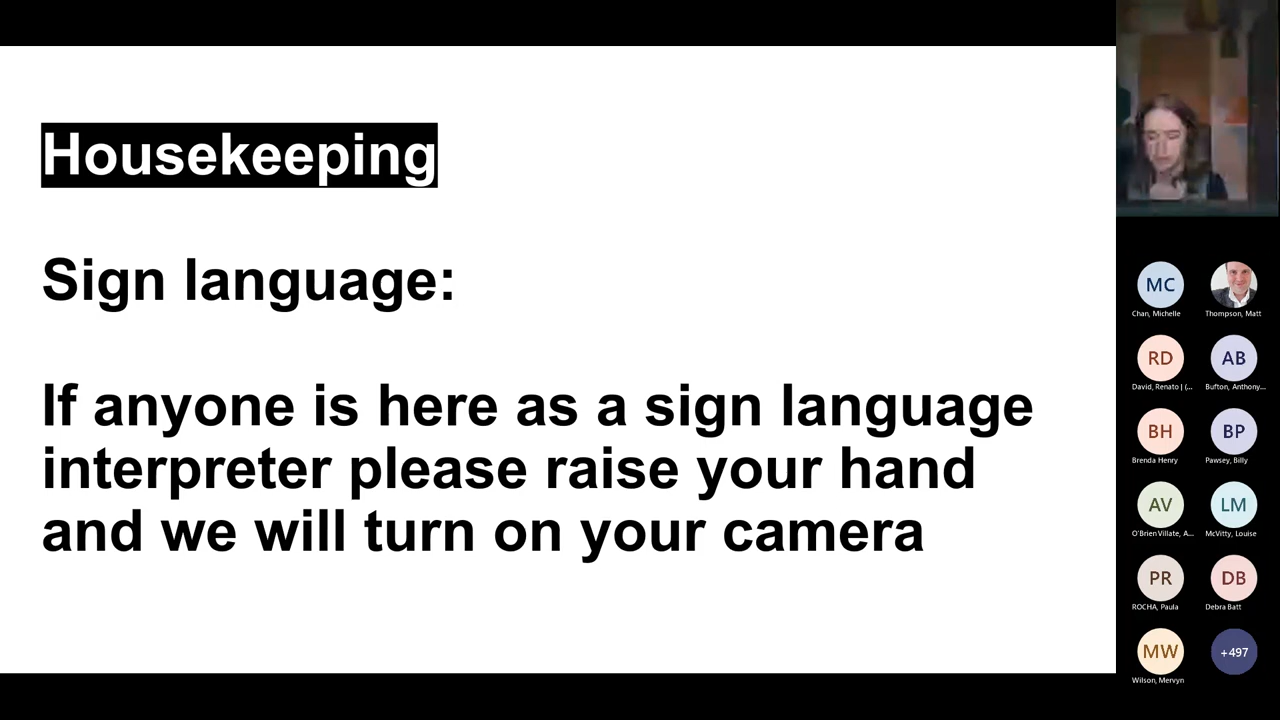 Housekeeping
Sign language:
If anyone is here as a sign language
interpreter please raise your hand
and we will turn on your camera
MC
Chan, Michelle
Thompson, Matt
RD
David, Renato | (...
AB
Bufton, Anthony...
BH
Brenda Henry
BP
Pawsey, Billy
AV
O'Brien Villate, A...
LM
McVitty, Louise
PR
ROCHA, Paula
DB
Debra Batt
MW
Wilson, Mervyn
+497